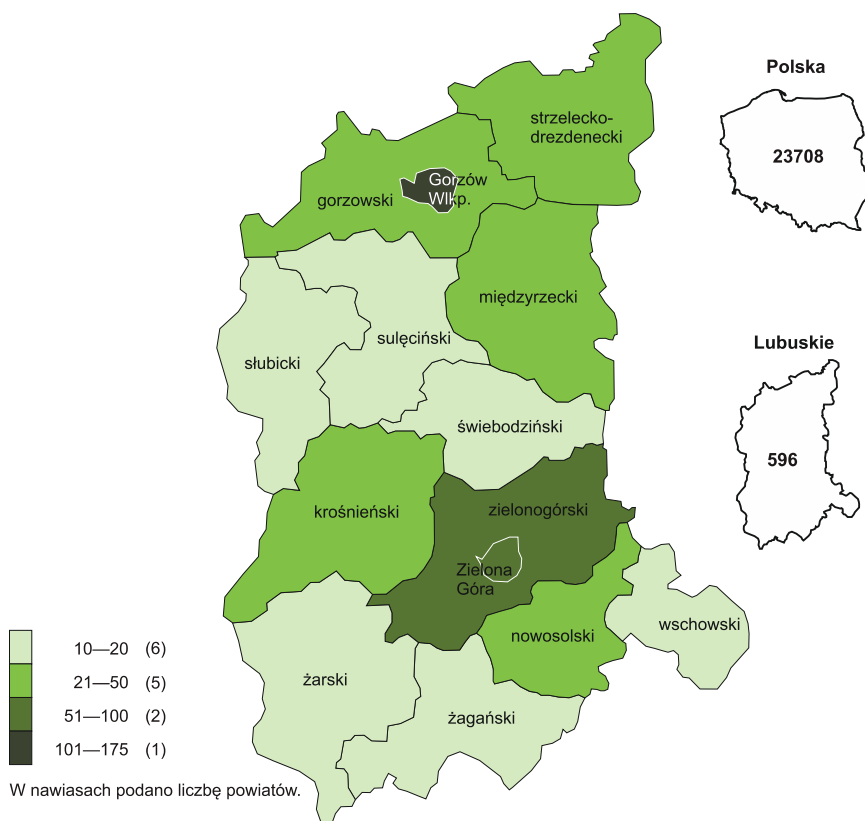 Polska
23708
strzelecko-
drezdenecki
Gorzów
Wlkp.
gorzowski
międzyrzecki
sulęciński
słubicki
Lubuskie
596
świebodziński
krośnieński
zielonogórski
Zielona
Góra
nowosolski
wschowski
żarski
żagański
10—20 (6)
21—50 (5)
51—100 (2)
101—175 (1)
W nawiasach podano liczbę powiatów.